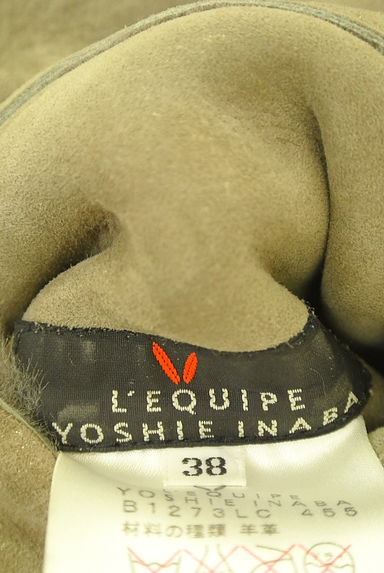 L'EQUIPE
YOSHIE INABA
38
YOSHIE INABA
B1273LC 455
材料の種類 羊革